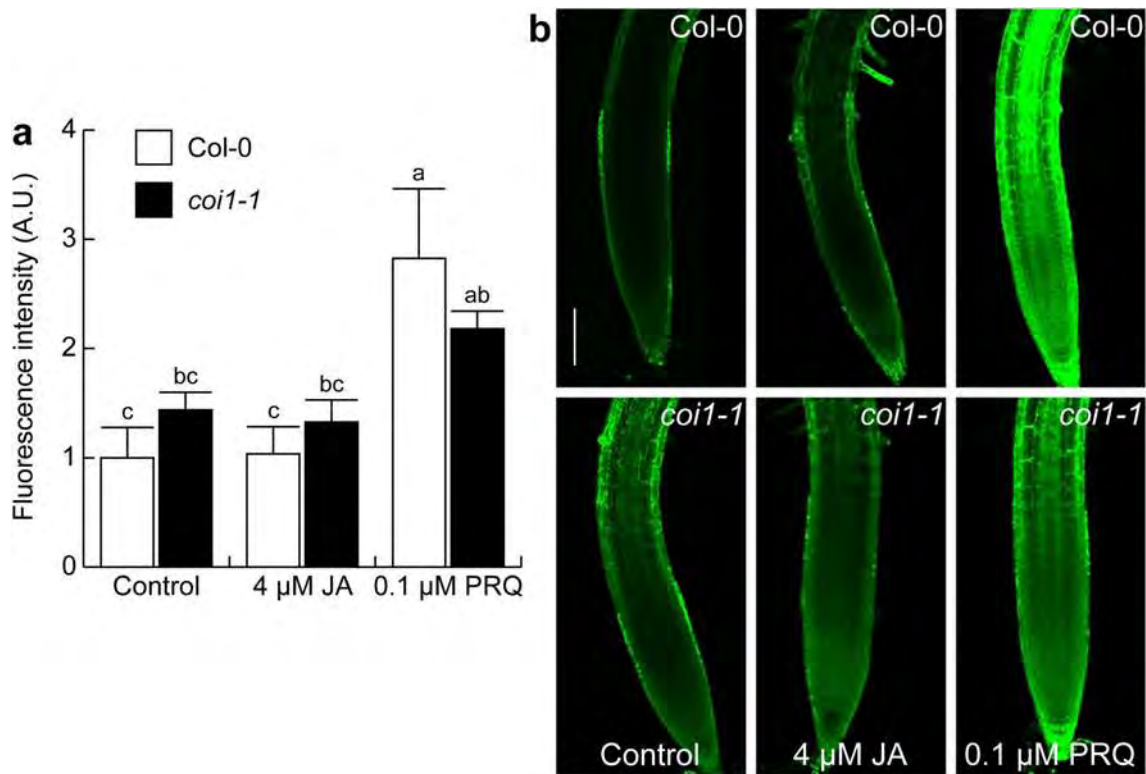 a
Fluorescence intensity (A.U.)
4
3
2
1
0
Col-0
coi1-1
c
bc
c
bc
a
ab
Control
4 µM JA
0.1 µM PRQ
b
Col-0
Col-0
Col-0
coi1-1
coi1-1
coi1-1
Control
4 µM JA
0.1 µM PRQ